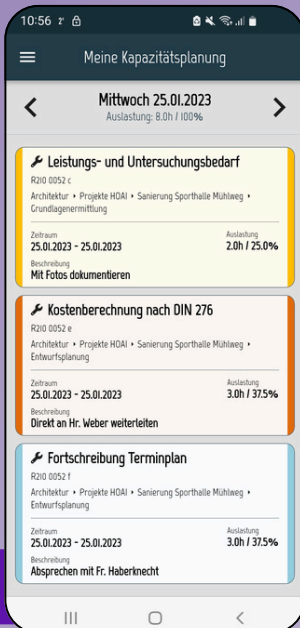 10:56
Meine Kapazitätsplanung
Mittwoch 25.01.2023
Auslastung: 8.0h / 100%
Leistungs- und Untersuchungsbedarf
R210 0052 c
Architektur ‣ Projekte HOAI ‣ Sanierung Sporthalle Mühlweg ‣
Grundlagenermittlung
Zeitraum Auslastung
25.01.2023 - 25.01.2023 2.0h / 25.0%
Beschreibung
Mit Fotos dokumentieren
Kostenberechnung nach DIN 276
R210 0052 e
Architektur ‣ Projekte HOAI ‣ Sanierung Sporthalle Mühlweg ‣
Entwurfsplanung
Zeitraum Auslastung
25.01.2023 - 25.01.2023 3.0h / 37.5%
Beschreibung
Direkt an Hr. Weber weiterleiten
Fortschreibung Terminplan
R210 0052 f
Architektur ‣ Projekte HOAI ‣ Sanierung Sporthalle Mühlweg ‣
Entwurfsplanung
Zeitraum Auslastung
25.01.2023 - 25.01.2023 3.0h / 37.5%
Beschreibung
Absprechen mit Fr. Haberknecht